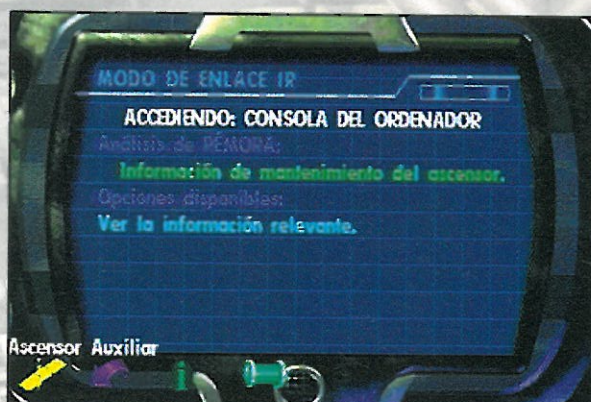 MODO DE ENLACE IR
ACCEDIENDO: CONSOLA DEL ORDENADOR
Análisis de RÉMORA:
Información de mantenimiento del ascensor.
Opciones disponibles:
Ver la información relevante.
Ascensor Auxiliar